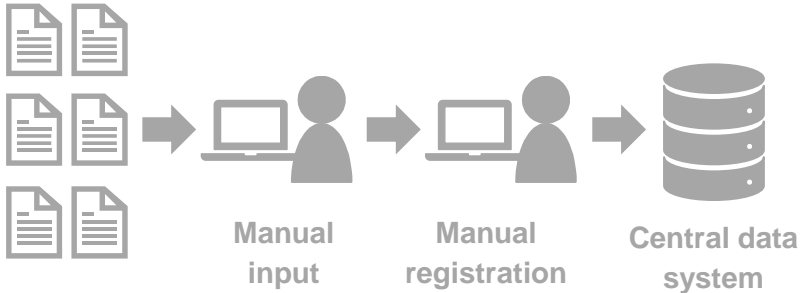 Manual
input
Manual
registration
Central data
system